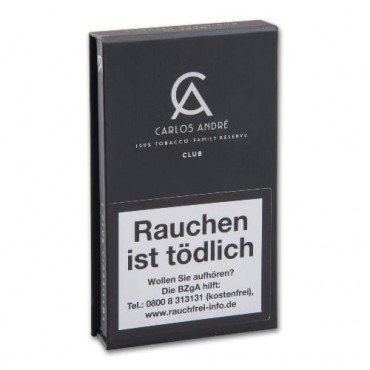 CA
CARLOS ANDRÉ
100% TOBACCO-FAMILY RESERVE
CLUB
Rauchen
ist tödlich
Wollen Sie aufhören?
Die BZgA hilft:
Tel.: 0800 8 313131 (kostenfrei),
www.rauchfrei-info.de